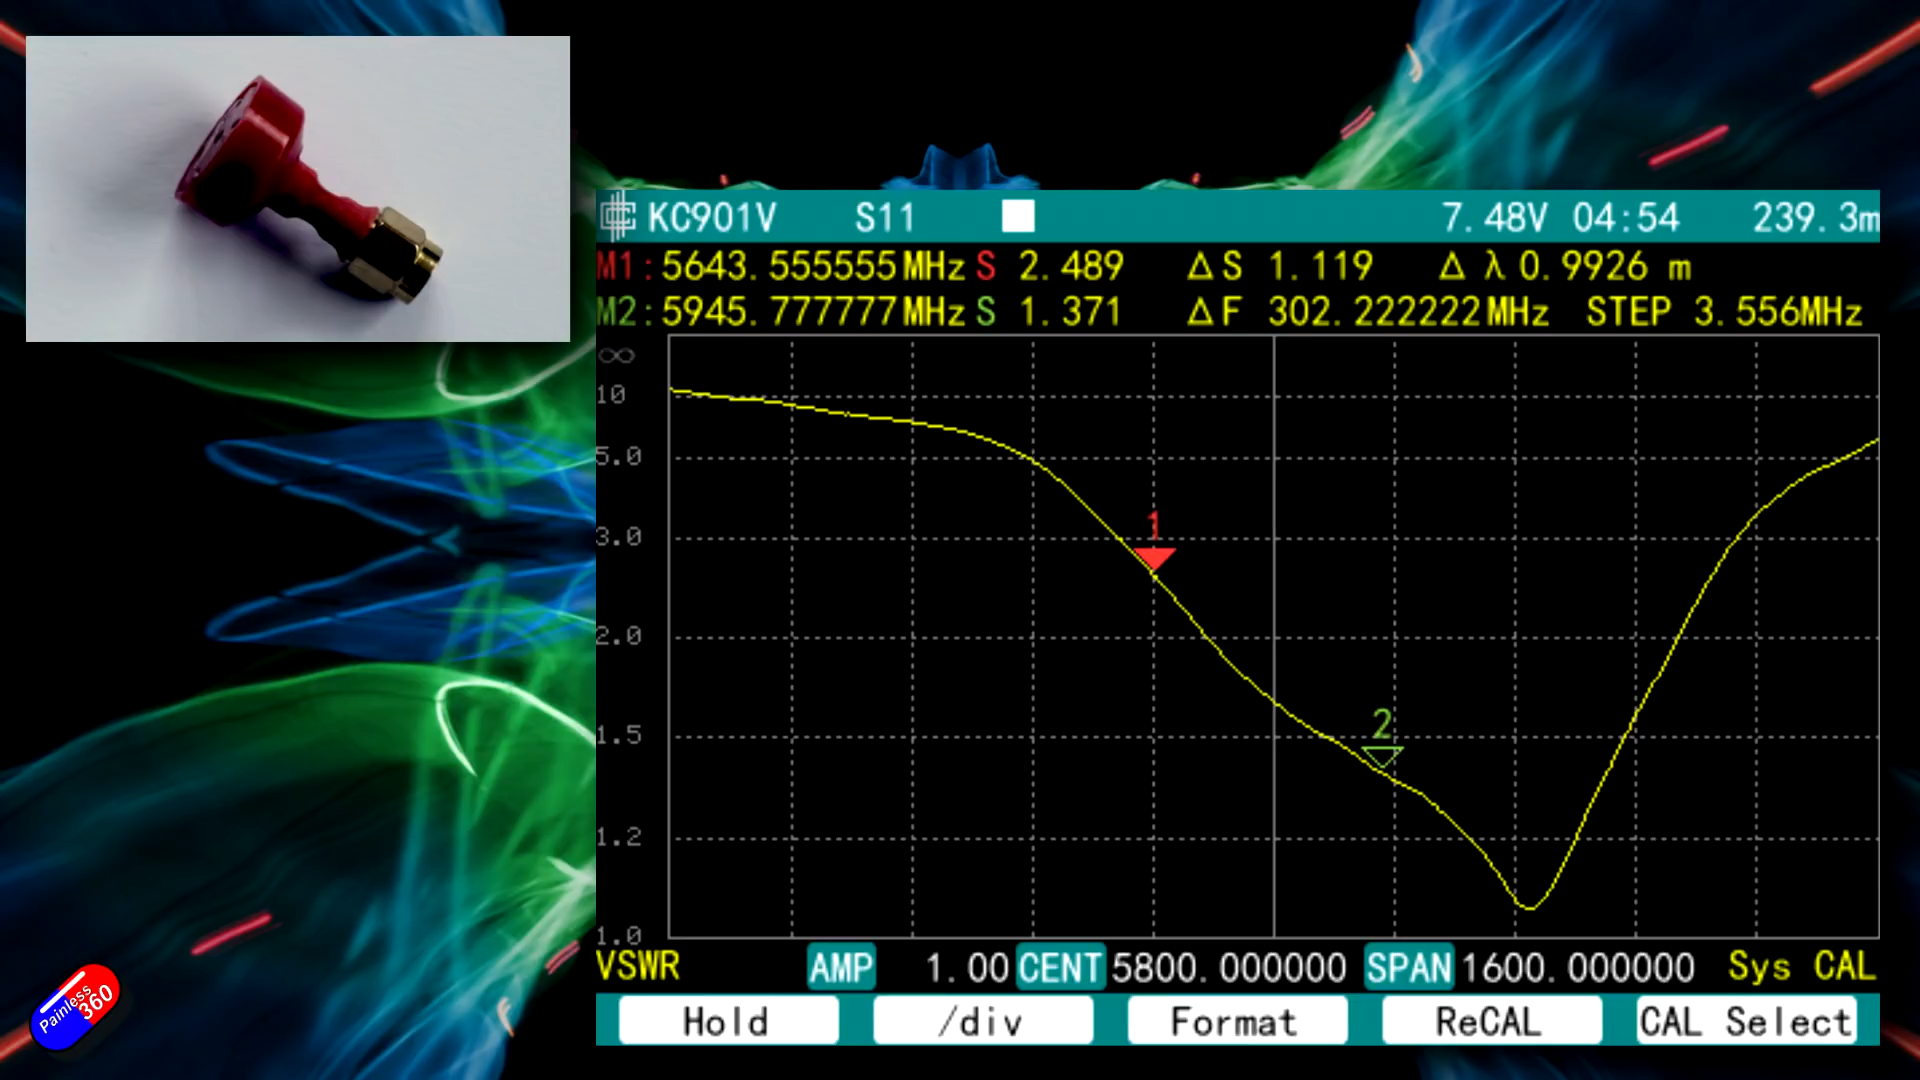 KC901V S11 7.48V 04:54 239.3m
M1:5643.555555MHz S 2.489 ΔS 1.119 Δλ0.9926 m
M2:5945.777777MHz S 1.371 ΔF 302.222222MHz STEP 3.556MHz
∞
10
5.0
1
3.0
2.0
2
1.5
1.2
1.0
VSWR AMP 1.00 CENT 5800.000000 SPAN 1600.000000 Sys CAL
Hold /div Format ReCAL CAL Select
Painless
360